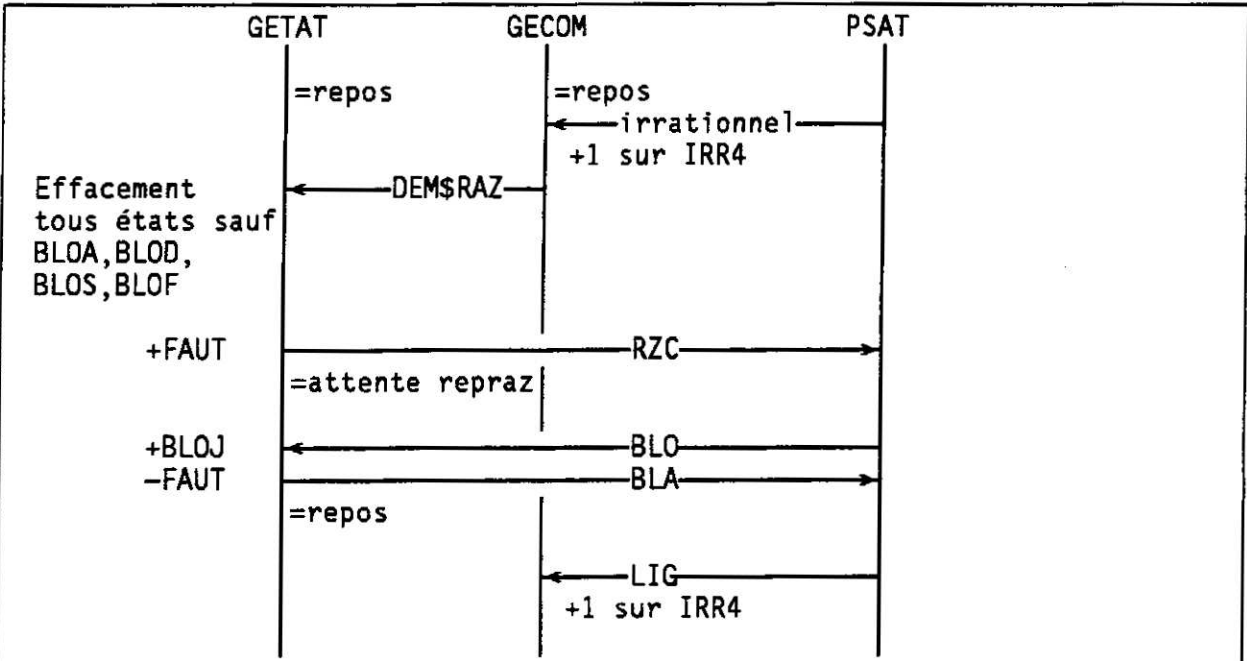 GETAT GECOM PSAT
=repos =repos
irrationnel
+1 sur IRR4
DEM$RAZ
Effacement
tous états sauf
BLOA,BLOD,
BLOS,BLOF
+FAUT RZC
=attente repraz
+BLOJ BLO
-FAUT BLA
=repos
LIG
+1 sur IRR4